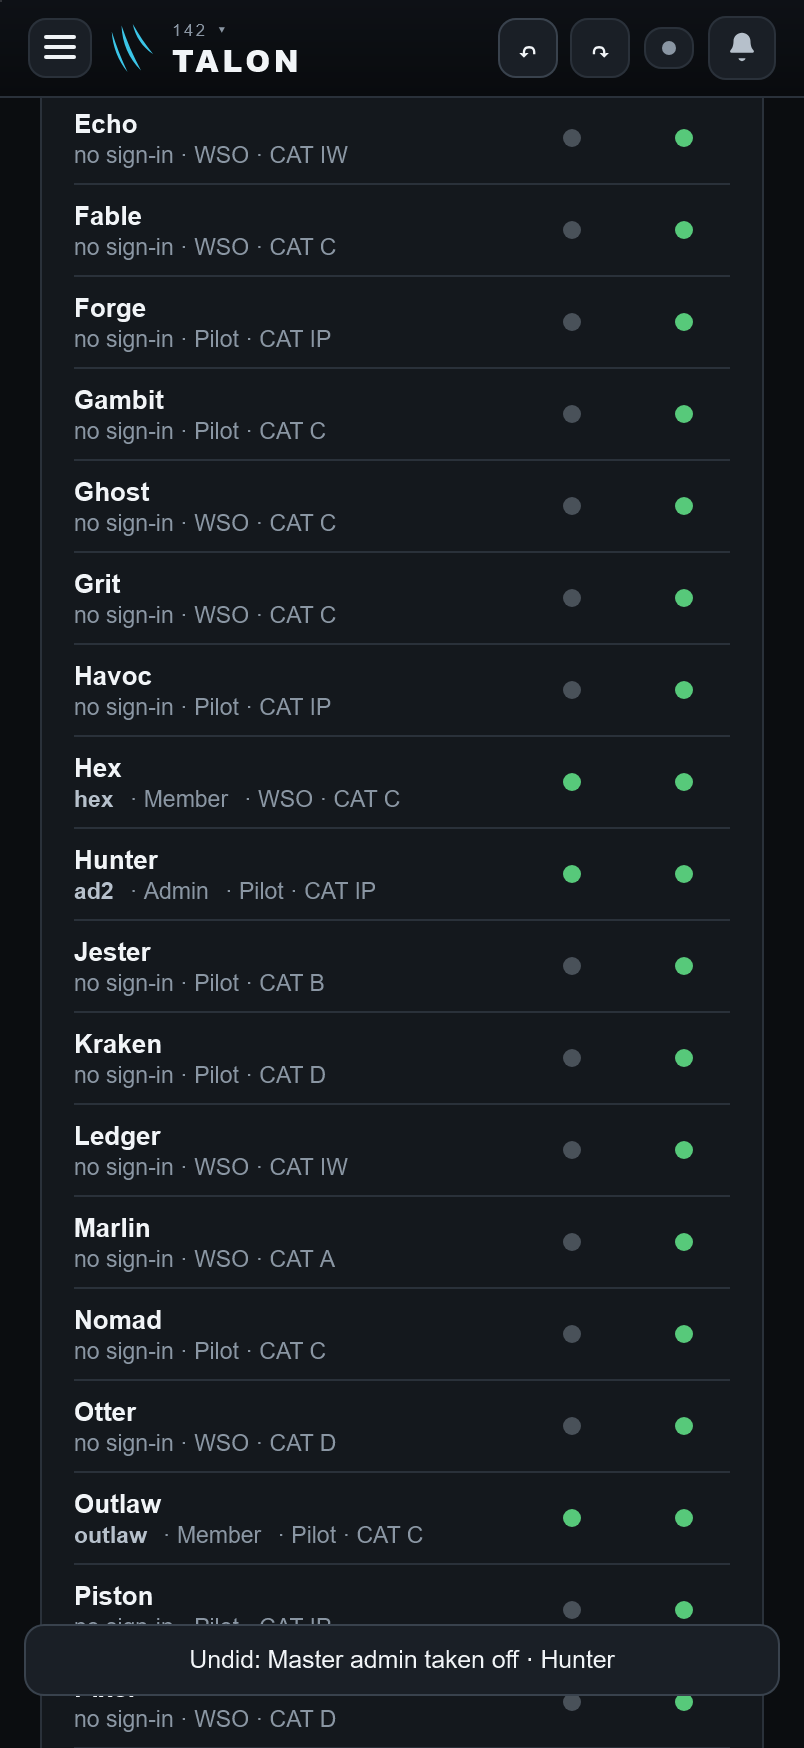 142 ▾
TALON
Echo
no sign-in · WSO · CAT IW
Fable
no sign-in · WSO · CAT C
Forge
no sign-in · Pilot · CAT IP
Gambit
no sign-in · Pilot · CAT C
Ghost
no sign-in · WSO · CAT C
Grit
no sign-in · WSO · CAT C
Havoc
no sign-in · Pilot · CAT IP
Hex
hex · Member · WSO · CAT C
Hunter
ad2 · Admin · Pilot · CAT IP
Jester
no sign-in · Pilot · CAT B
Kraken
no sign-in · Pilot · CAT D
Ledger
no sign-in · WSO · CAT IW
Marlin
no sign-in · WSO · CAT A
Nomad
no sign-in · Pilot · CAT C
Otter
no sign-in · WSO · CAT D
Outlaw
outlaw · Member · Pilot · CAT C
Piston
no sign-in · Pilot · CAT
Undid: Master admin taken off · Hunter
no sign-in · WSO · CAT D